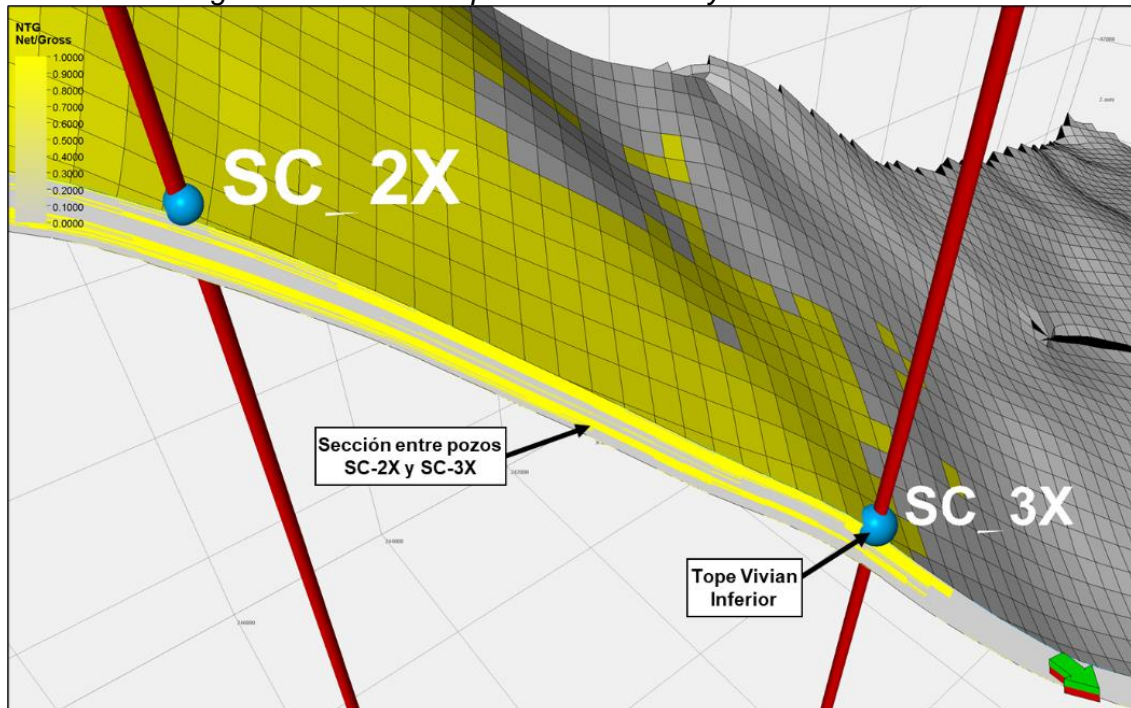 NTG
Net/Gross
1.0000
0.9000
0.8000
0.7000
0.6000
0.5000
0.4000
0.3000
0.2000
0.1000
0.0000
SC_2X
Sección entre pozos
SC-2X y SC-3X
SC_3X
Tope Vivian
Inferior